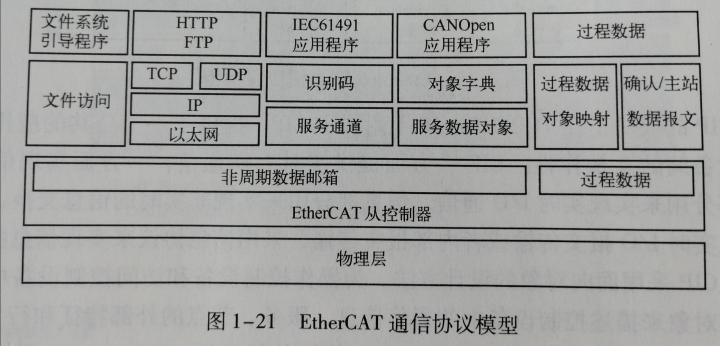 文件系统
引导程序
HTTP
FTP
IEC61491
应用程序
CANOpen
应用程序
过程数据
文件访问
TCP
UDP
IP
以太网
识别码
服务通道
对象字典
服务数据对象
过程数据
对象映射
确认/主站
数据报文
非周期数据邮箱
过程数据
EtherCAT从控制器
物理层
图1-21 EtherCAT通信协议模型